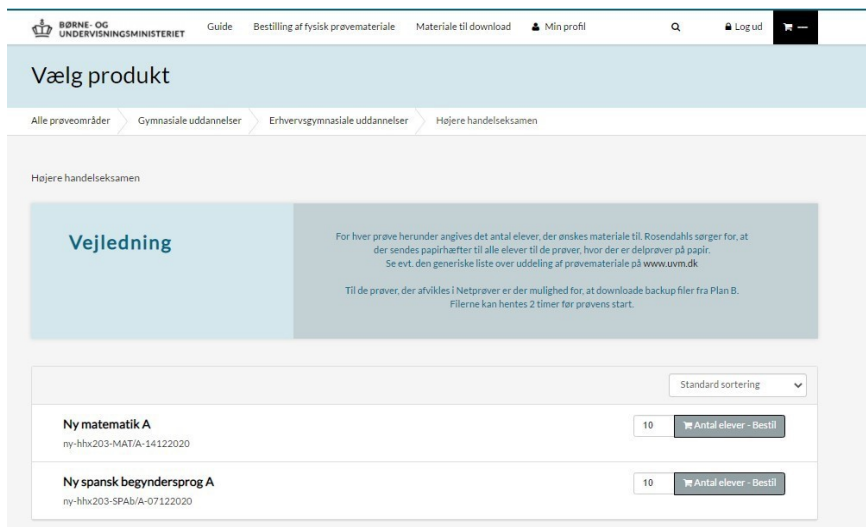 BØRNE- OG
UNDERVISNINGSMINISTERIET
Guide
Bestilling af fysisk prøvemateriale
Materiale til download
Min profil
Log ud
Vælg produkt
Alle prøveområder
Gymnasiale uddannelser
Erhvervsgymnasiale uddannelser
Højere handelseksamen
Højere handelseksamen
Vejledning
For hver prøve herunder angives det antal elever, der ønskes materiale til. Rosendahls sørger for, at
der sendes papirhæfter til alle elever til de prøver, hvor der er delprøver på papir.
Se evt. den generiske liste over uddeling af prøvemateriale på www.uvm.dk
Til de prøver, der afvikles i Netprøver er der mulighed for, at downloade backup filer fra Plan B.
Filerne kan hentes 2 timer før prøvens start.
Standard sortering
Ny matematik A
ny-hhx203-MAT/A-14122020
10
Antal elever - Bestil
Ny spansk begyndersprog A
ny-hhx203-SPAb/A-07122020
10
Antal elever - Bestil